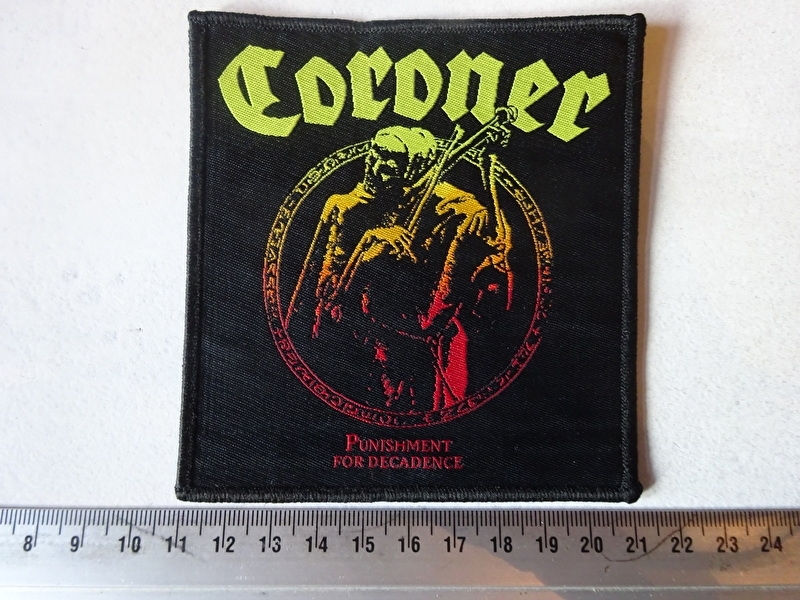 Coroner
PUNISHMENT
FOR DECADENCE
8 9 10 11 12 13 14 15 16 17 18 19 20 21 22 23 24